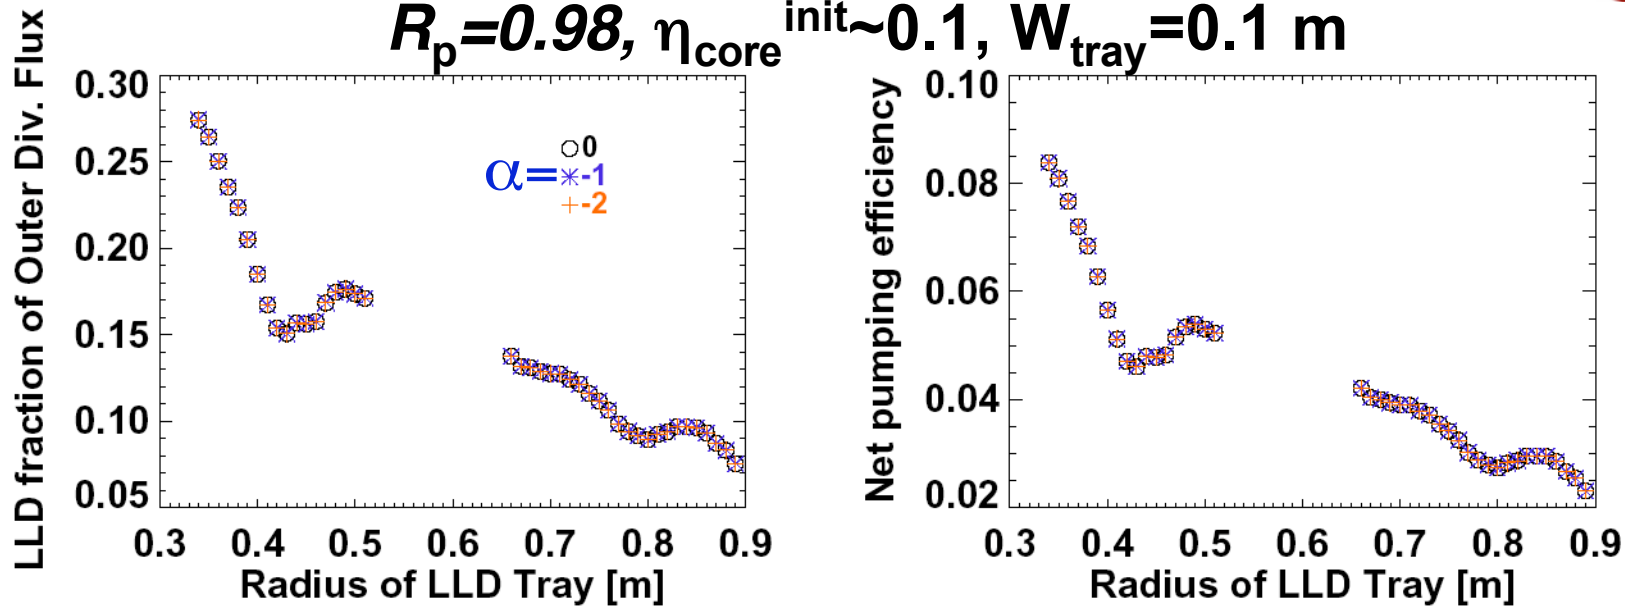 Rp=0.98, ηcore^init~0.1, Wtray=0.1 m
LLD fraction of Outer Div. Flux
0.30
0.25
0.20
0.15
0.10
0.05
α=
0
-1
-2
0.3 0.4 0.5 0.6 0.7 0.8 0.9
Radius of LLD Tray [m]
Net pumping efficiency
0.10
0.08
0.06
0.04
0.02
0.3 0.4 0.5 0.6 0.7 0.8 0.9
Radius of LLD Tray [m]